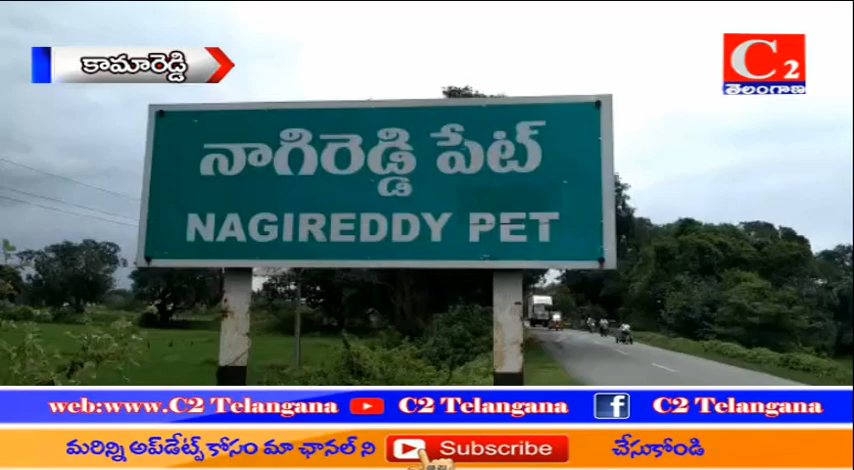 కామారెడ్డి
C2
తెలంగాణ
నాగిరెడ్డి పేట్
NAGIREDDY PET
web:www.C2 Telangana C2 Telangana f C2 Telangana
మరిన్ని అప్‌డేట్స్ కోసం మా ఛానల్ ని Subscribe చేసుకోండి